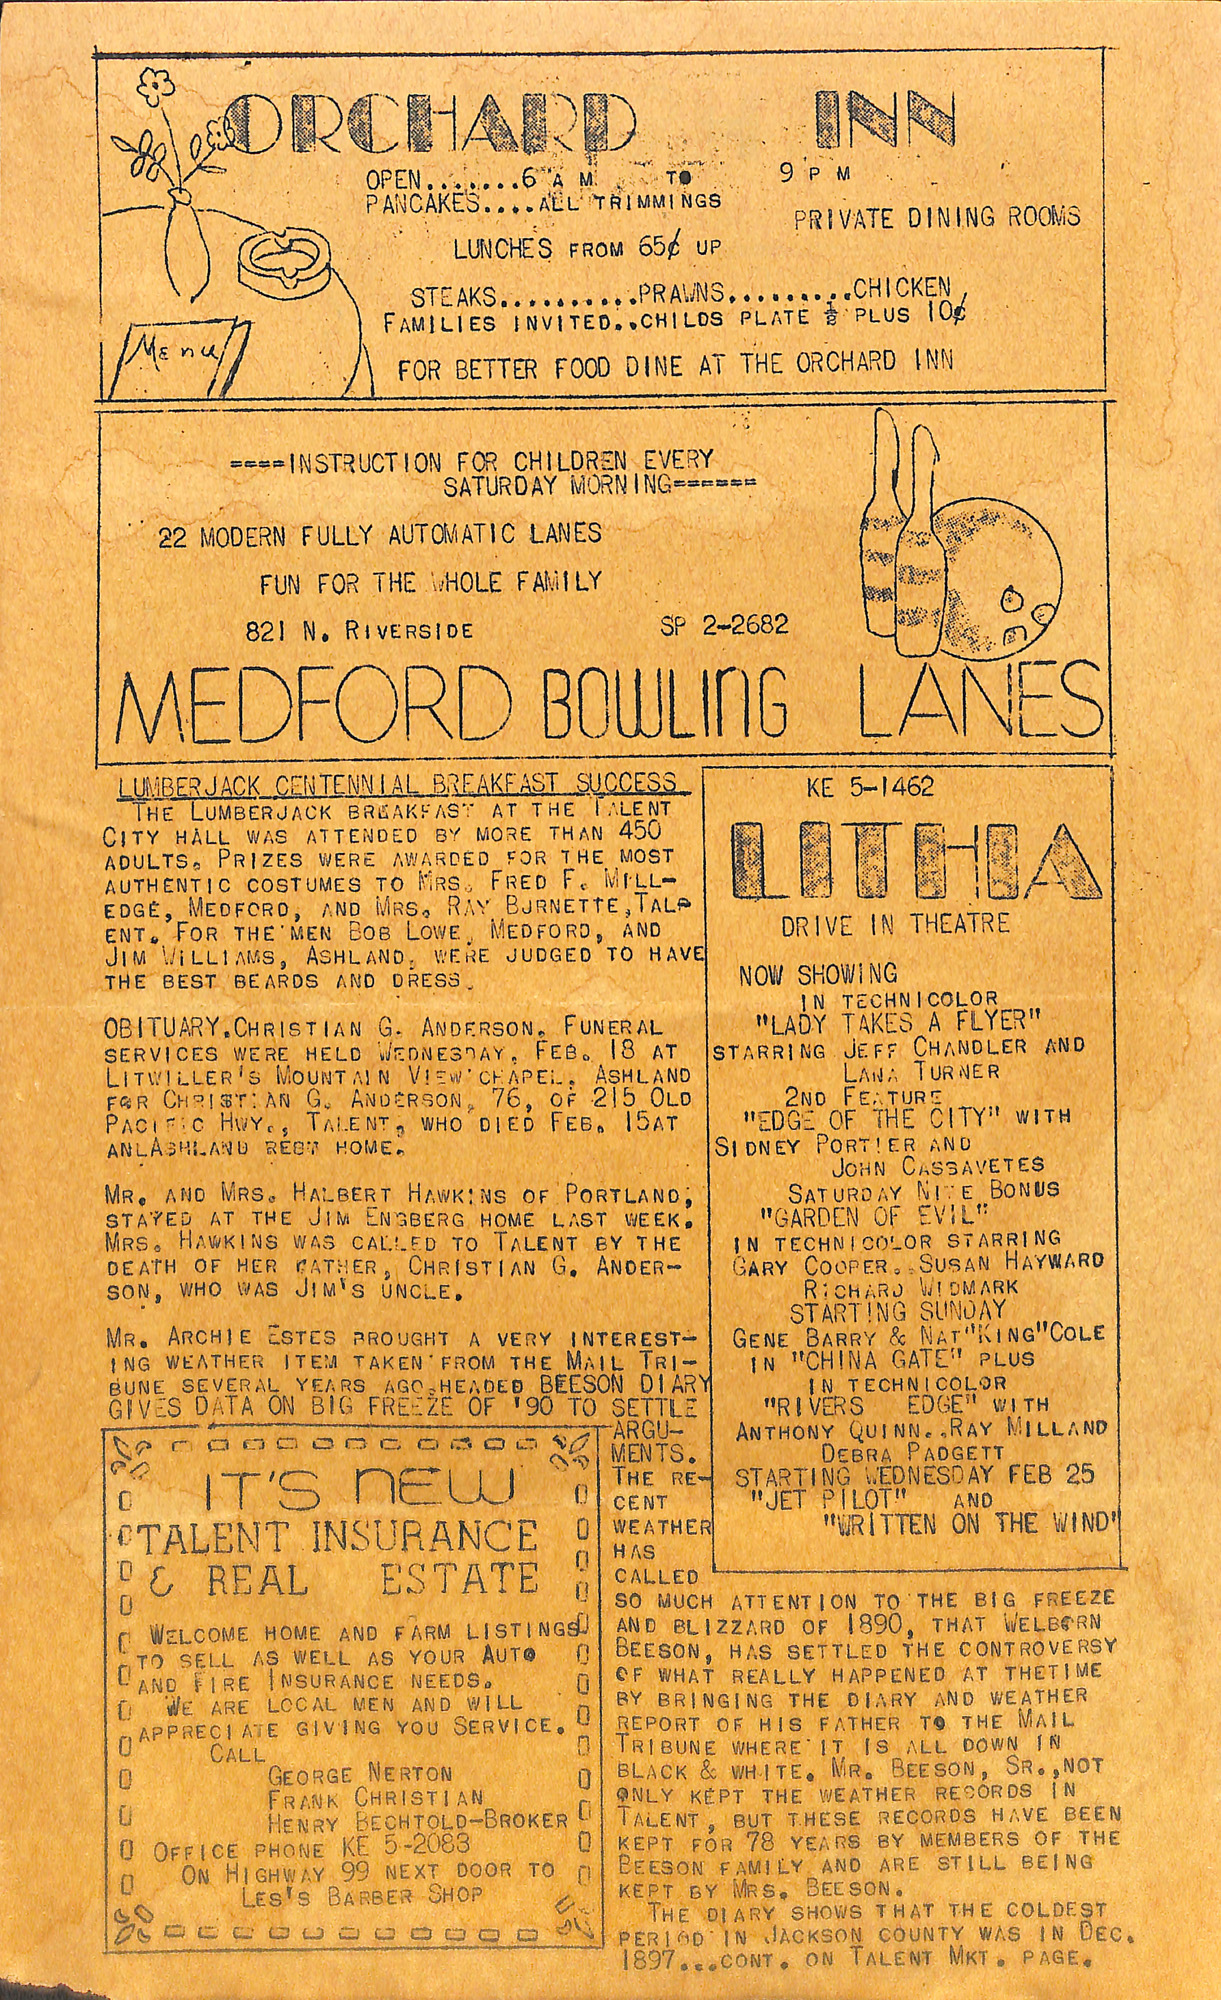 ORCHARD INN
OPEN.......6 A M TO 9 P M
PANCAKES....ALL TRIMMINGS
PRIVATE DINING ROOMS
LUNCHES FROM 65¢ UP
STEAKS..........PRAWNS.........CHICKEN
FAMILIES INVITED..CHILDS PLATE ½ PLUS 10¢
Menu
FOR BETTER FOOD DINE AT THE ORCHARD INN
====INSTRUCTION FOR CHILDREN EVERY
SATURDAY MORNING======
22 MODERN FULLY AUTOMATIC LANES
FUN FOR THE WHOLE FAMILY
821 N. RIVERSIDE SP 2-2682
MEDFORD BOWLING LANES
LUMBERJACK CENTENNIAL BREAKFAST SUCCESS
THE LUMBERJACK BREAKFAST AT THE TALENT
CITY HALL WAS ATTENDED BY MORE THAN 450
ADULTS. PRIZES WERE AWARDED FOR THE MOST
AUTHENTIC COSTUMES TO MRS. FRED F. MILL-
EDGE, MEDFORD, AND MRS. RAY BURNETTE,TAL-
ENT. FOR THE MEN BOB LOWE, MEDFORD, AND
JIM WILLIAMS, ASHLAND, WERE JUDGED TO HAVE
THE BEST BEARDS AND DRESS.
OBITUARY.CHRISTIAN G. ANDERSON. FUNERAL
SERVICES WERE HELD WEDNESDAY, FEB. 18 AT
LITWILLER'S MOUNTAIN VIEW CHAPEL, ASHLAND
FOR CHRISTIAN G. ANDERSON, 76, OF 215 OLD
PACIFIC HWY., TALENT, WHO DIED FEB. 15AT
ANLASHLAND REST HOME.
MR. AND MRS. HALBERT HAWKINS OF PORTLAND,
STAYED AT THE JIM ENGBERG HOME LAST WEEK.
MRS. HAWKINS WAS CALLED TO TALENT BY THE
DEATH OF HER FATHER, CHRISTIAN G. ANDER-
SON, WHO WAS JIM'S UNCLE.
MR. ARCHIE ESTES PROUGHT A VERY INTEREST-
ING WEATHER ITEM TAKEN FROM THE MAIL TRI-
BUNE SEVERAL YEARS AGO,HEADED BEESON DIARY
GIVES DATA ON BIG FREEZE OF '90 TO SETTLE
ARGU-
MENTS.
THE RE-
CENT
WEATHER
HAS
CALLED
SO MUCH ATTENTION TO THE BIG FREEZE
AND BLIZZARD OF 1890, THAT WELBORN
BEESON, HAS SETTLED THE CONTROVERSY
OF WHAT REALLY HAPPENED AT THETIME
BY BRINGING THE DIARY AND WEATHER
REPORT OF HIS FATHER TO THE MAIL
TRIBUNE WHERE IT IS ALL DOWN IN
BLACK & WHITE. MR. BEESON, SR.,NOT
ONLY KEPT THE WEATHER RECORDS IN
TALENT, BUT THESE RECORDS HAVE BEEN
KEPT FOR 78 YEARS BY MEMBERS OF THE
BEESON FAMILY AND ARE STILL BEING
KEPT BY MRS. BEESON.
THE DIARY SHOWS THAT THE COLDEST
PERIOD IN JACKSON COUNTY WAS IN DEC.
1897...CONT. ON TALENT MKT. PAGE.
IT'S NEW
TALENT INSURANCE
& REAL ESTATE
WELCOME HOME AND FARM LISTINGS
TO SELL AS WELL AS YOUR AUTO
AND FIRE INSURANCE NEEDS.
WE ARE LOCAL MEN AND WILL
APPRECIATE GIVING YOU SERVICE.
CALL
GEORGE NERTON
FRANK CHRISTIAN
HENRY BECHTOLD-BROKER
OFFICE PHONE KE 5-2083
ON HIGHWAY 99 NEXT DOOR TO
LES'S BARBER SHOP
KE 5-1462
LITHIA
DRIVE IN THEATRE
NOW SHOWING
IN TECHNICOLOR
"LADY TAKES A FLYER"
STARRING JEFF CHANDLER AND
LANA TURNER
2ND FEATURE
"EDGE OF THE CITY" WITH
SIDNEY PORTIER AND
JOHN CASSAVETES
SATURDAY NITE BONUS
"GARDEN OF EVIL"
IN TECHNICOLOR STARRING
GARY COOPER..SUSAN HAYWARD
RICHARD WIDMARK
STARTING SUNDAY
GENE BARRY & NAT"KING"COLE
IN "CHINA GATE" PLUS
IN TECHNICOLOR
"RIVERS EDGE" WITH
ANTHONY QUINN..RAY MILLAND
DEBRA PADGETT
STARTING WEDNESDAY FEB 25
"JET PILOT" AND
"WRITTEN ON THE WIND"